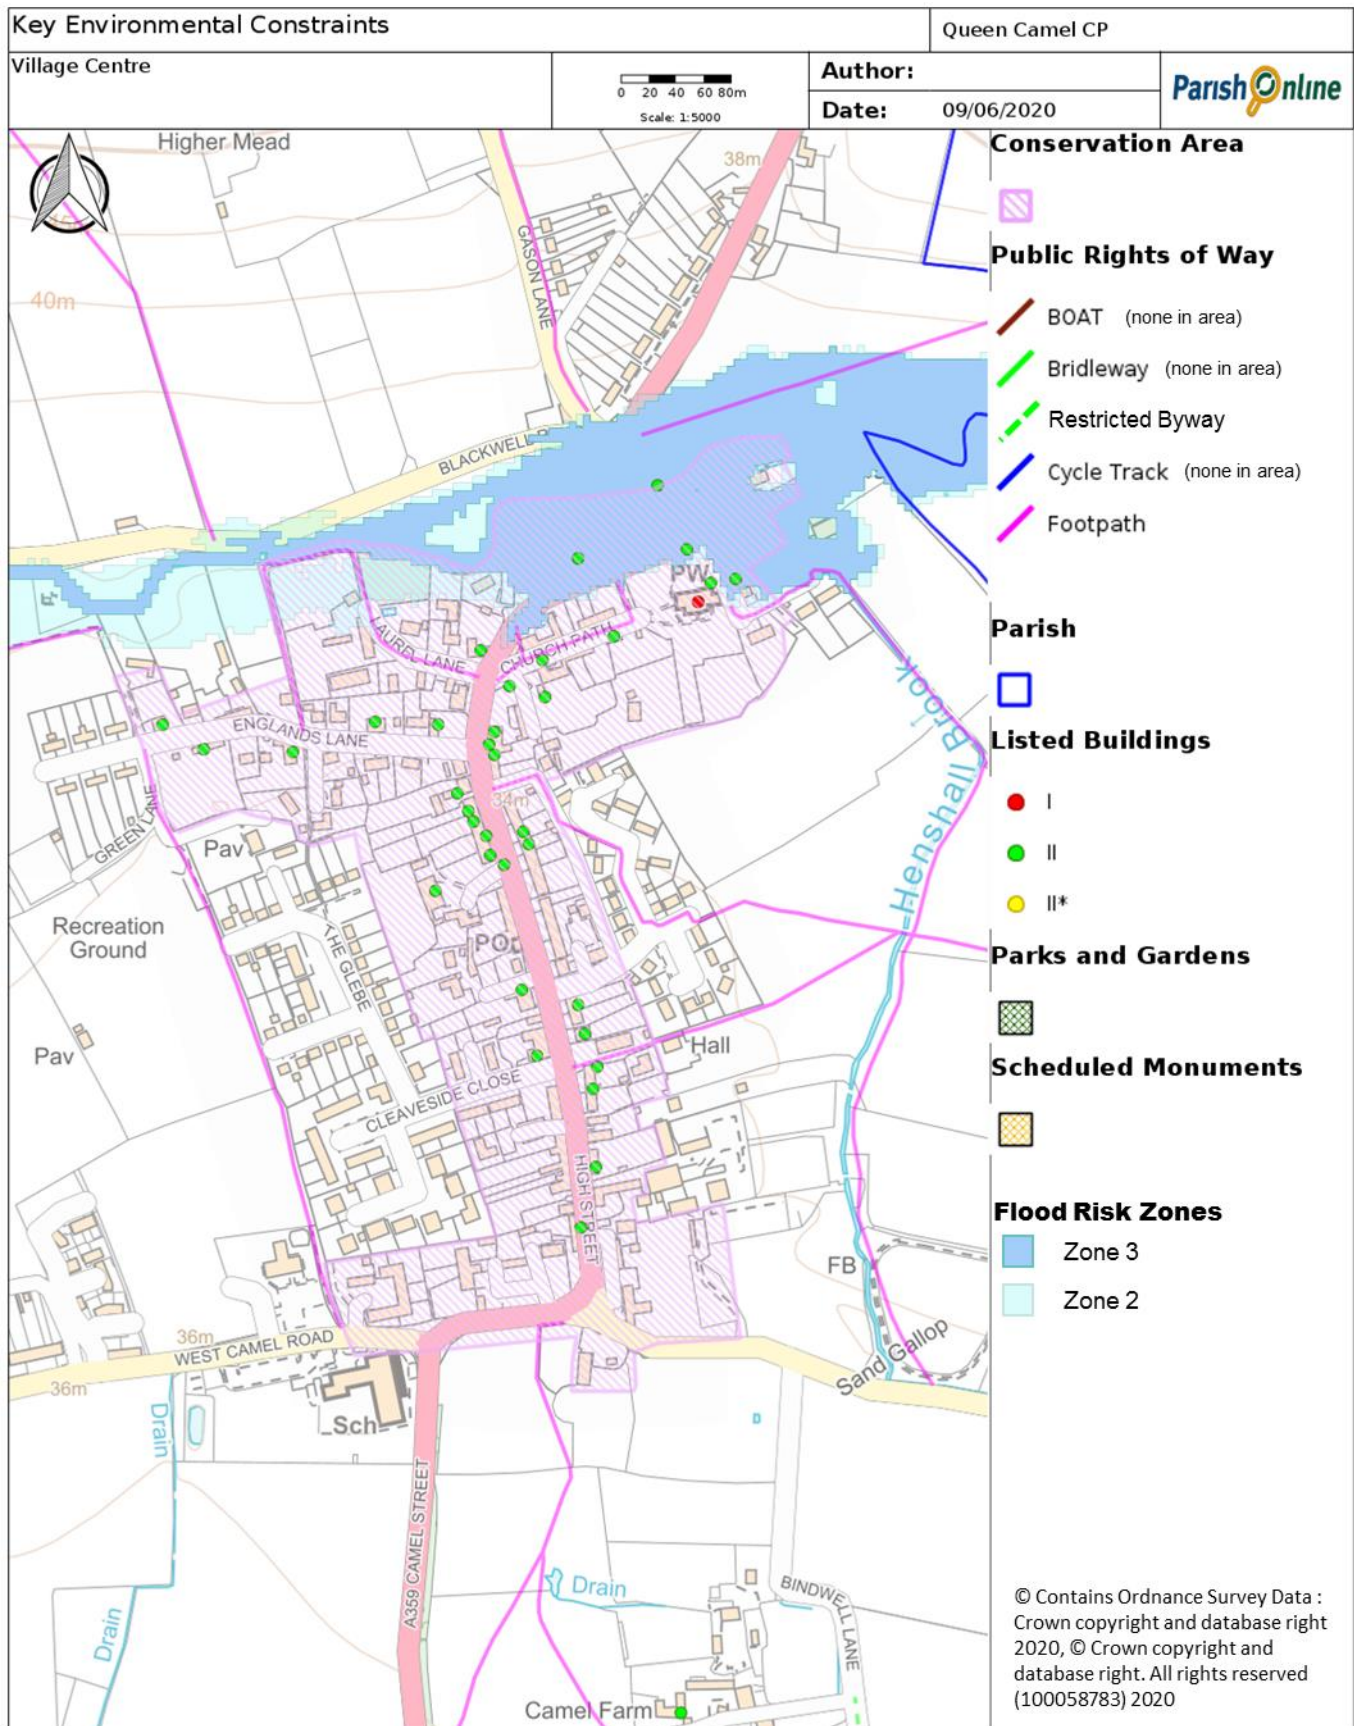 Key Environmental Constraints
Queen Camel CP
Village Centre
0 20 40 60 80m
Scale: 1:5000
Author:
Date: 09/06/2020
Parish Online
Higher Mead
38m
40m
GASON LANE
BLACKWELL
PW
LAUREL LANE
CHURCH PATH
ENGLANDS LANE
GREEN LANE
34m
Pav
Henshall Brook
Recreation
Ground
THE GLEBE
PO
Pav
Hall
CLEAVESIDE CLOSE
HIGH STREET
FB
36m
WEST CAMEL ROAD
Sand Gallop
36m
Drain
Sch
A359 CAMEL STREET
Drain
Drain
BINDWELL LANE
Camel Farm
Conservation Area
Public Rights of Way
BOAT (none in area)
Bridleway (none in area)
Restricted Byway
Cycle Track (none in area)
Footpath
Parish
Listed Buildings
I
II
II*
Parks and Gardens
Scheduled Monuments
Flood Risk Zones
Zone 3
Zone 2
© Contains Ordnance Survey Data :
Crown copyright and database right
2020, © Crown copyright and
database right. All rights reserved
(100058783) 2020